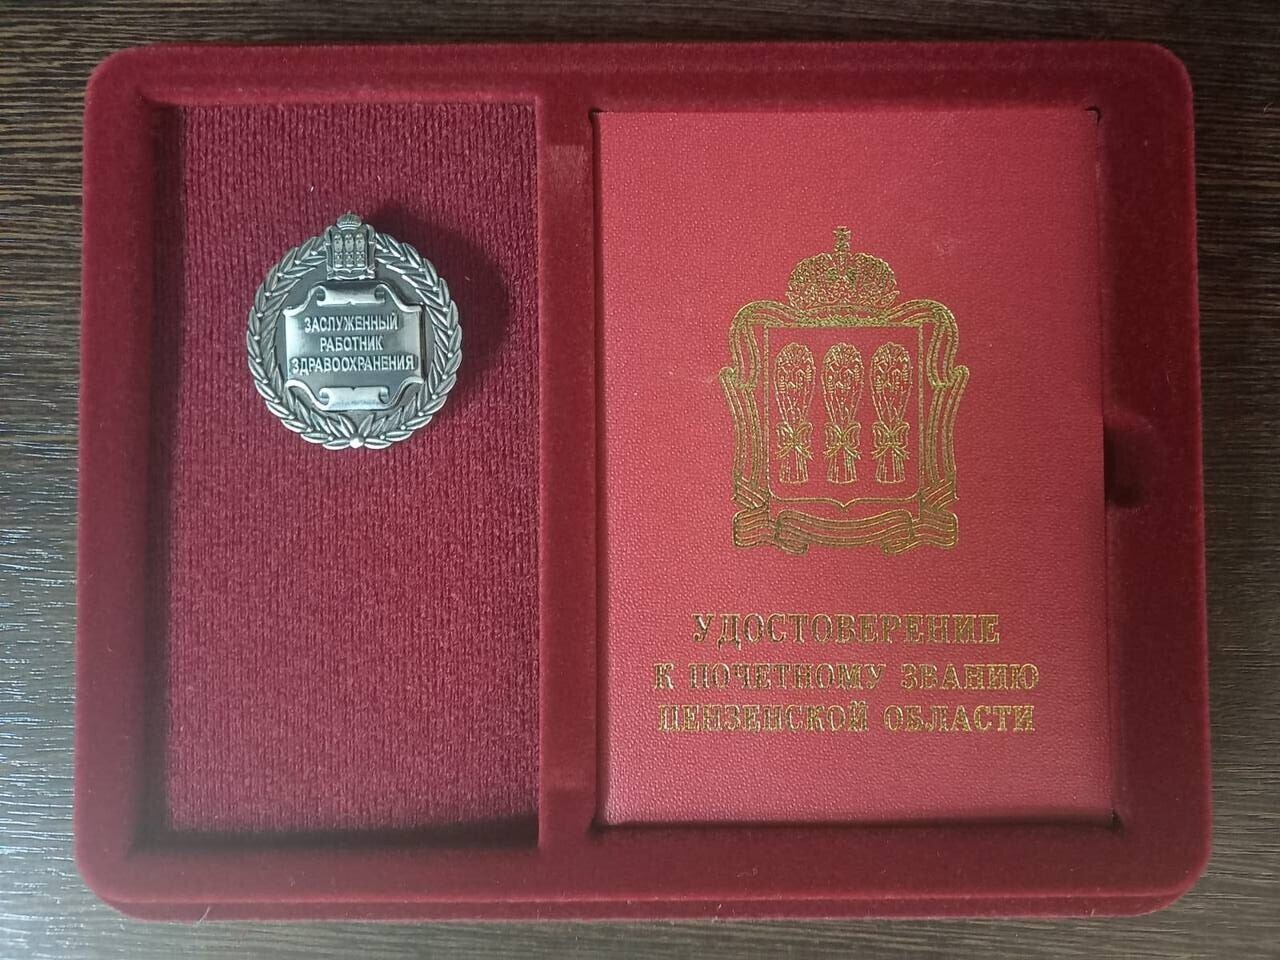 ЗАСЛУЖЕННЫЙ
РАБОТНИК
ЗДРАВООХРАНЕНИЯ
УДОСТОВЕРЕНИЕ
К ПОЧЕТНОМУ ЗВАНИЮ
ПЕНЗЕНСКОЙ ОБЛАСТИ